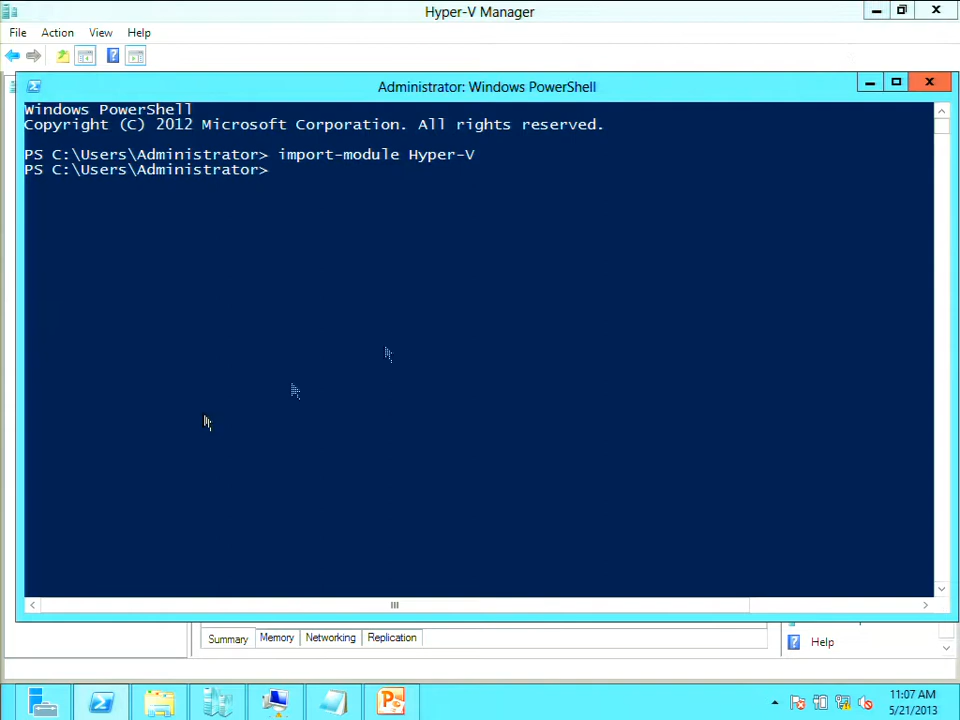 Hyper-V Manager
File Action View Help
Administrator: Windows PowerShell
Windows PowerShell
Copyright (C) 2012 Microsoft Corporation. All rights reserved.
PS C:\Users\Administrator> import-module Hyper-V
PS C:\Users\Administrator>
Summary Memory Networking Replication
Help
11:07 AM
5/21/2013